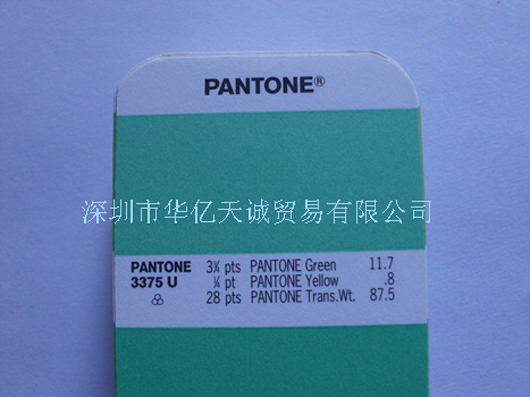 PANTONE®
深圳市华亿天诚贸易有限公司
PANTONE 3¾ pts PANTONE Green 11.7
3375 U ¼ pt PANTONE Yellow .8
28 pts PANTONE Trans.Wt. 87.5